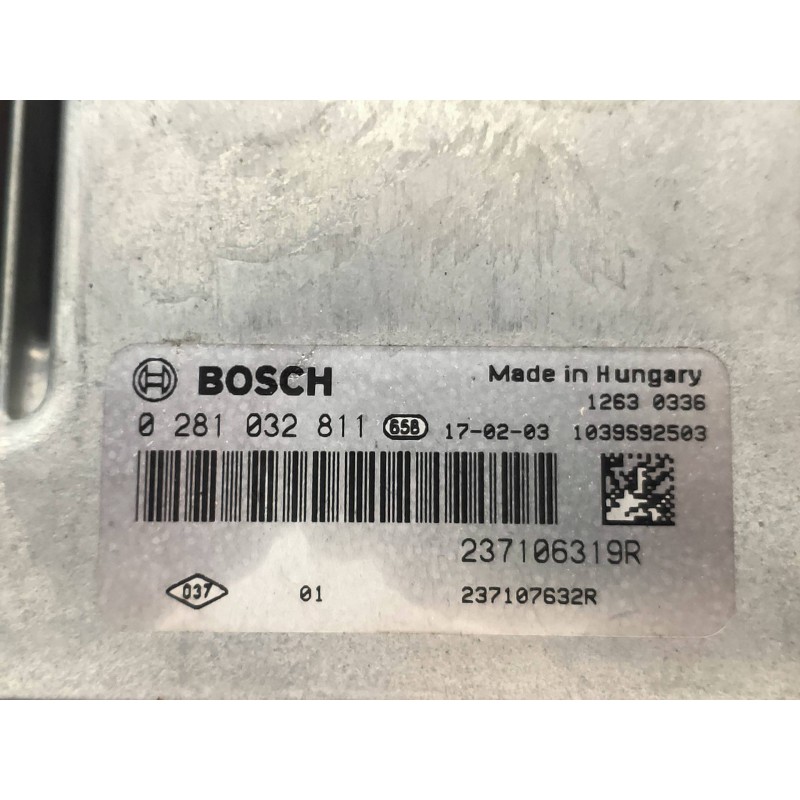 BOSCH Made in Hungary
1263 0336
0 281 032 811 658 17-02-03 1039S92503
237106319R
037 01 237107632R